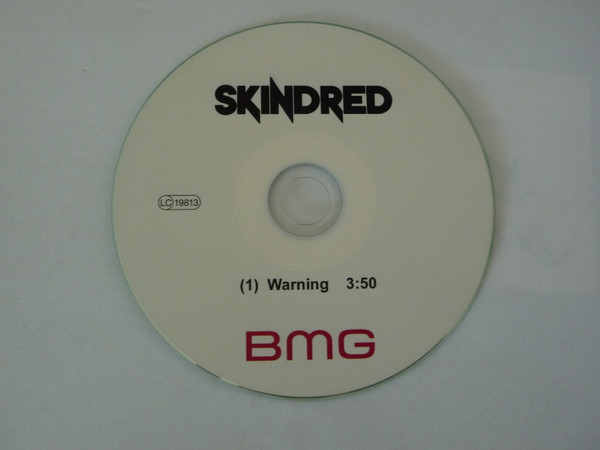 SKINDRED
LC 19813
(1) Warning 3:50
BMG